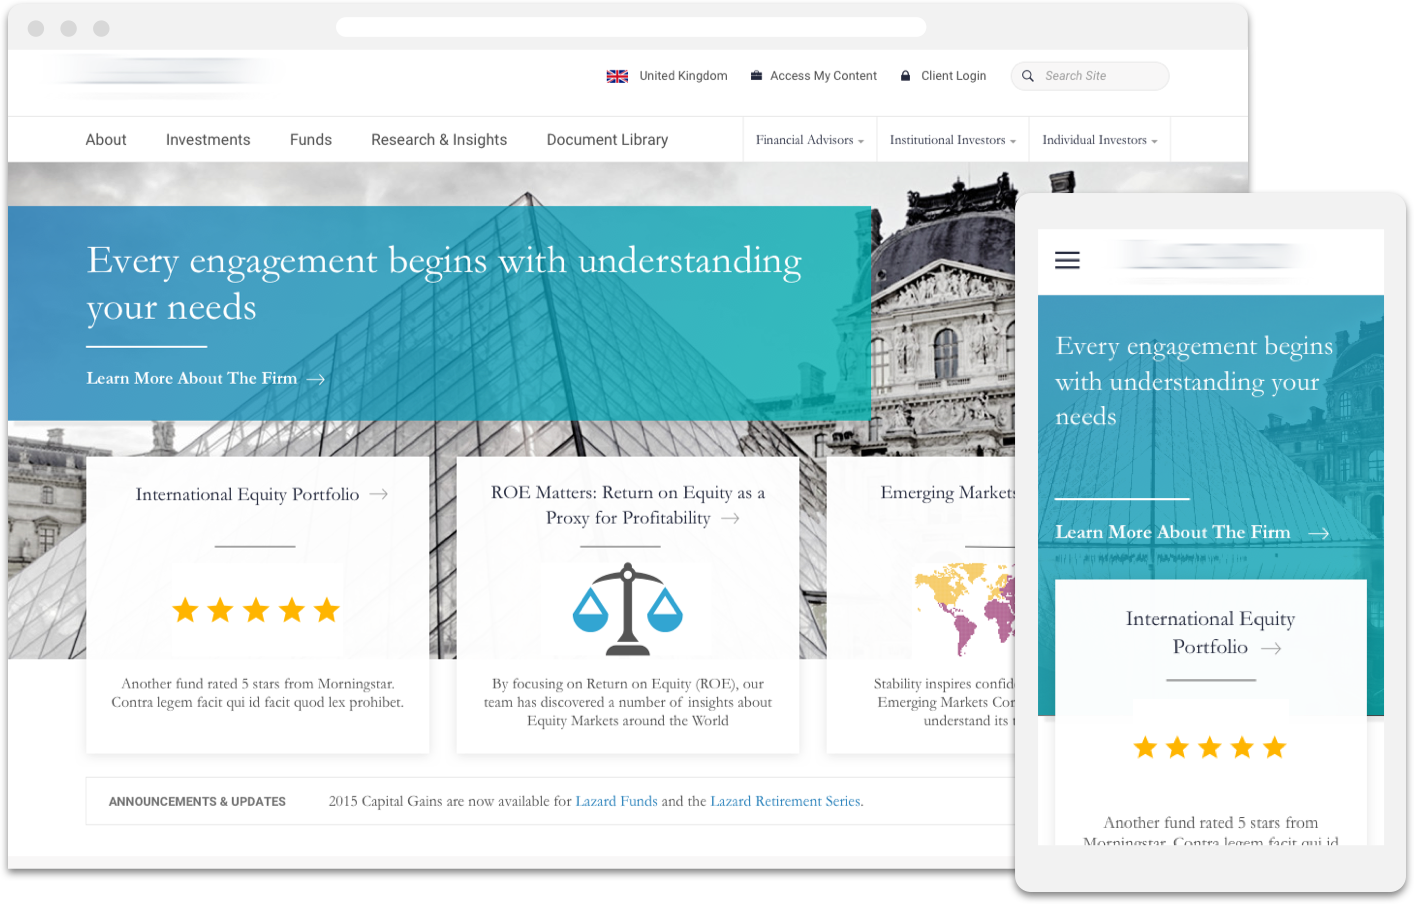 United Kingdom
Access My Content
Client Login
Search Site
About
Investments
Funds
Research & Insights
Document Library
Financial Advisors
Institutional Investors
Individual Investors
Every engagement begins with understanding
your needs
Learn More About The Firm
International Equity Portfolio
Another fund rated 5 stars from Morningstar.
Contra legem facit qui id facit quod lex prohibet.
ROE Matters: Return on Equity as a
Proxy for Profitability
By focusing on Return on Equity (ROE), our
team has discovered a number of insights about
Equity Markets around the World
Emerging Markets
Stability inspires
Emerging Markets
understand its
ANNOUNCEMENTS & UPDATES
2015 Capital Gains are now available for Lazard Funds and the Lazard Retirement Series.
Every engagement begins
with understanding your
needs
Learn More About The Firm
International Equity
Portfolio
Another fund rated 5 stars from
Morningstar. Contra legem facit qui id